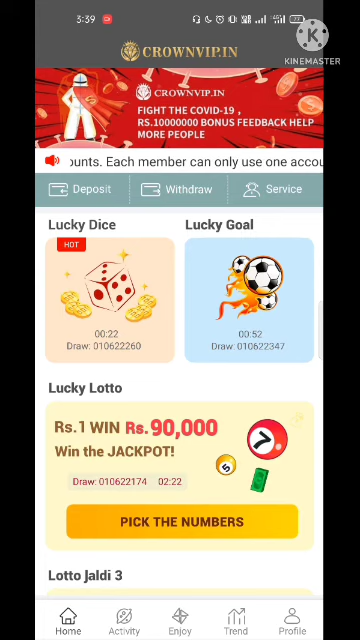 3:39
K
KINEMASTER
CROWNVIP.IN
CROWNVIP.IN
FIGHT THE COVID-19 ,
RS.10000000 BONUS FEEDBACK HELP
MORE PEOPLE
ounts. Each member can only use one accou
Deposit
Withdraw
Service
Lucky Dice
Lucky Goal
HOT
00:22
Draw: 010622260
00:52
Draw: 010622347
Lucky Lotto
Rs.1 WIN Rs.90,000
Win the JACKPOT!
7
5
Draw: 010622174 02:22
PICK THE NUMBERS
Lotto Jaldi 3
Home
Activity
Enjoy
Trend
Profile